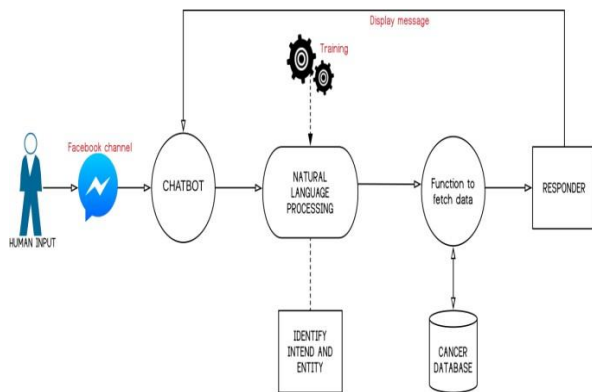 Display message
Training
Facebook channel
CHATBOT
NATURAL
LANGUAGE
PROCESSING
Function to
fetch data
RESPONDER
HUMAN INPUT
IDENTIFY
INTEND AND
ENTITY
CANCER
DATABASE